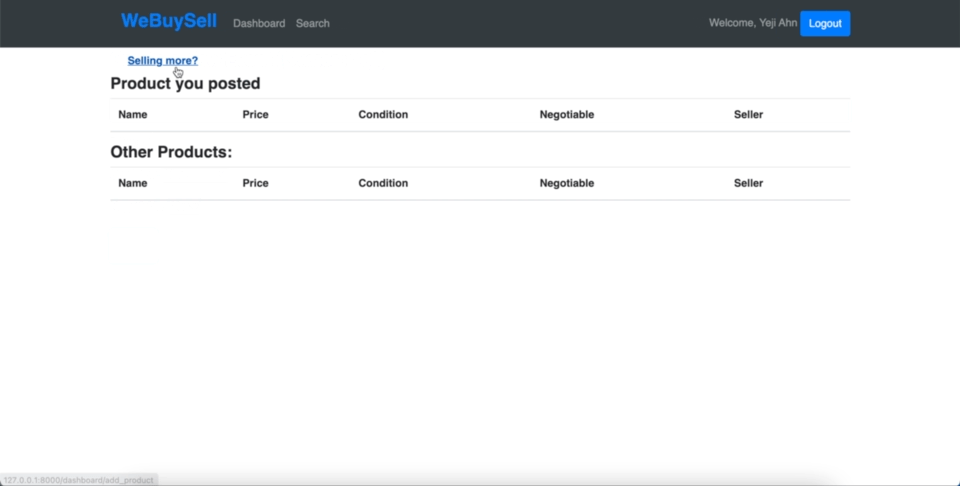 WeBuySell Dashboard Search Welcome, Yeji Ahn Logout
Selling more?
Product you posted
Name Price Condition Negotiable Seller
Other Products:
Name Price Condition Negotiable Seller
127.0.0.1:8000/dashboard/add_product